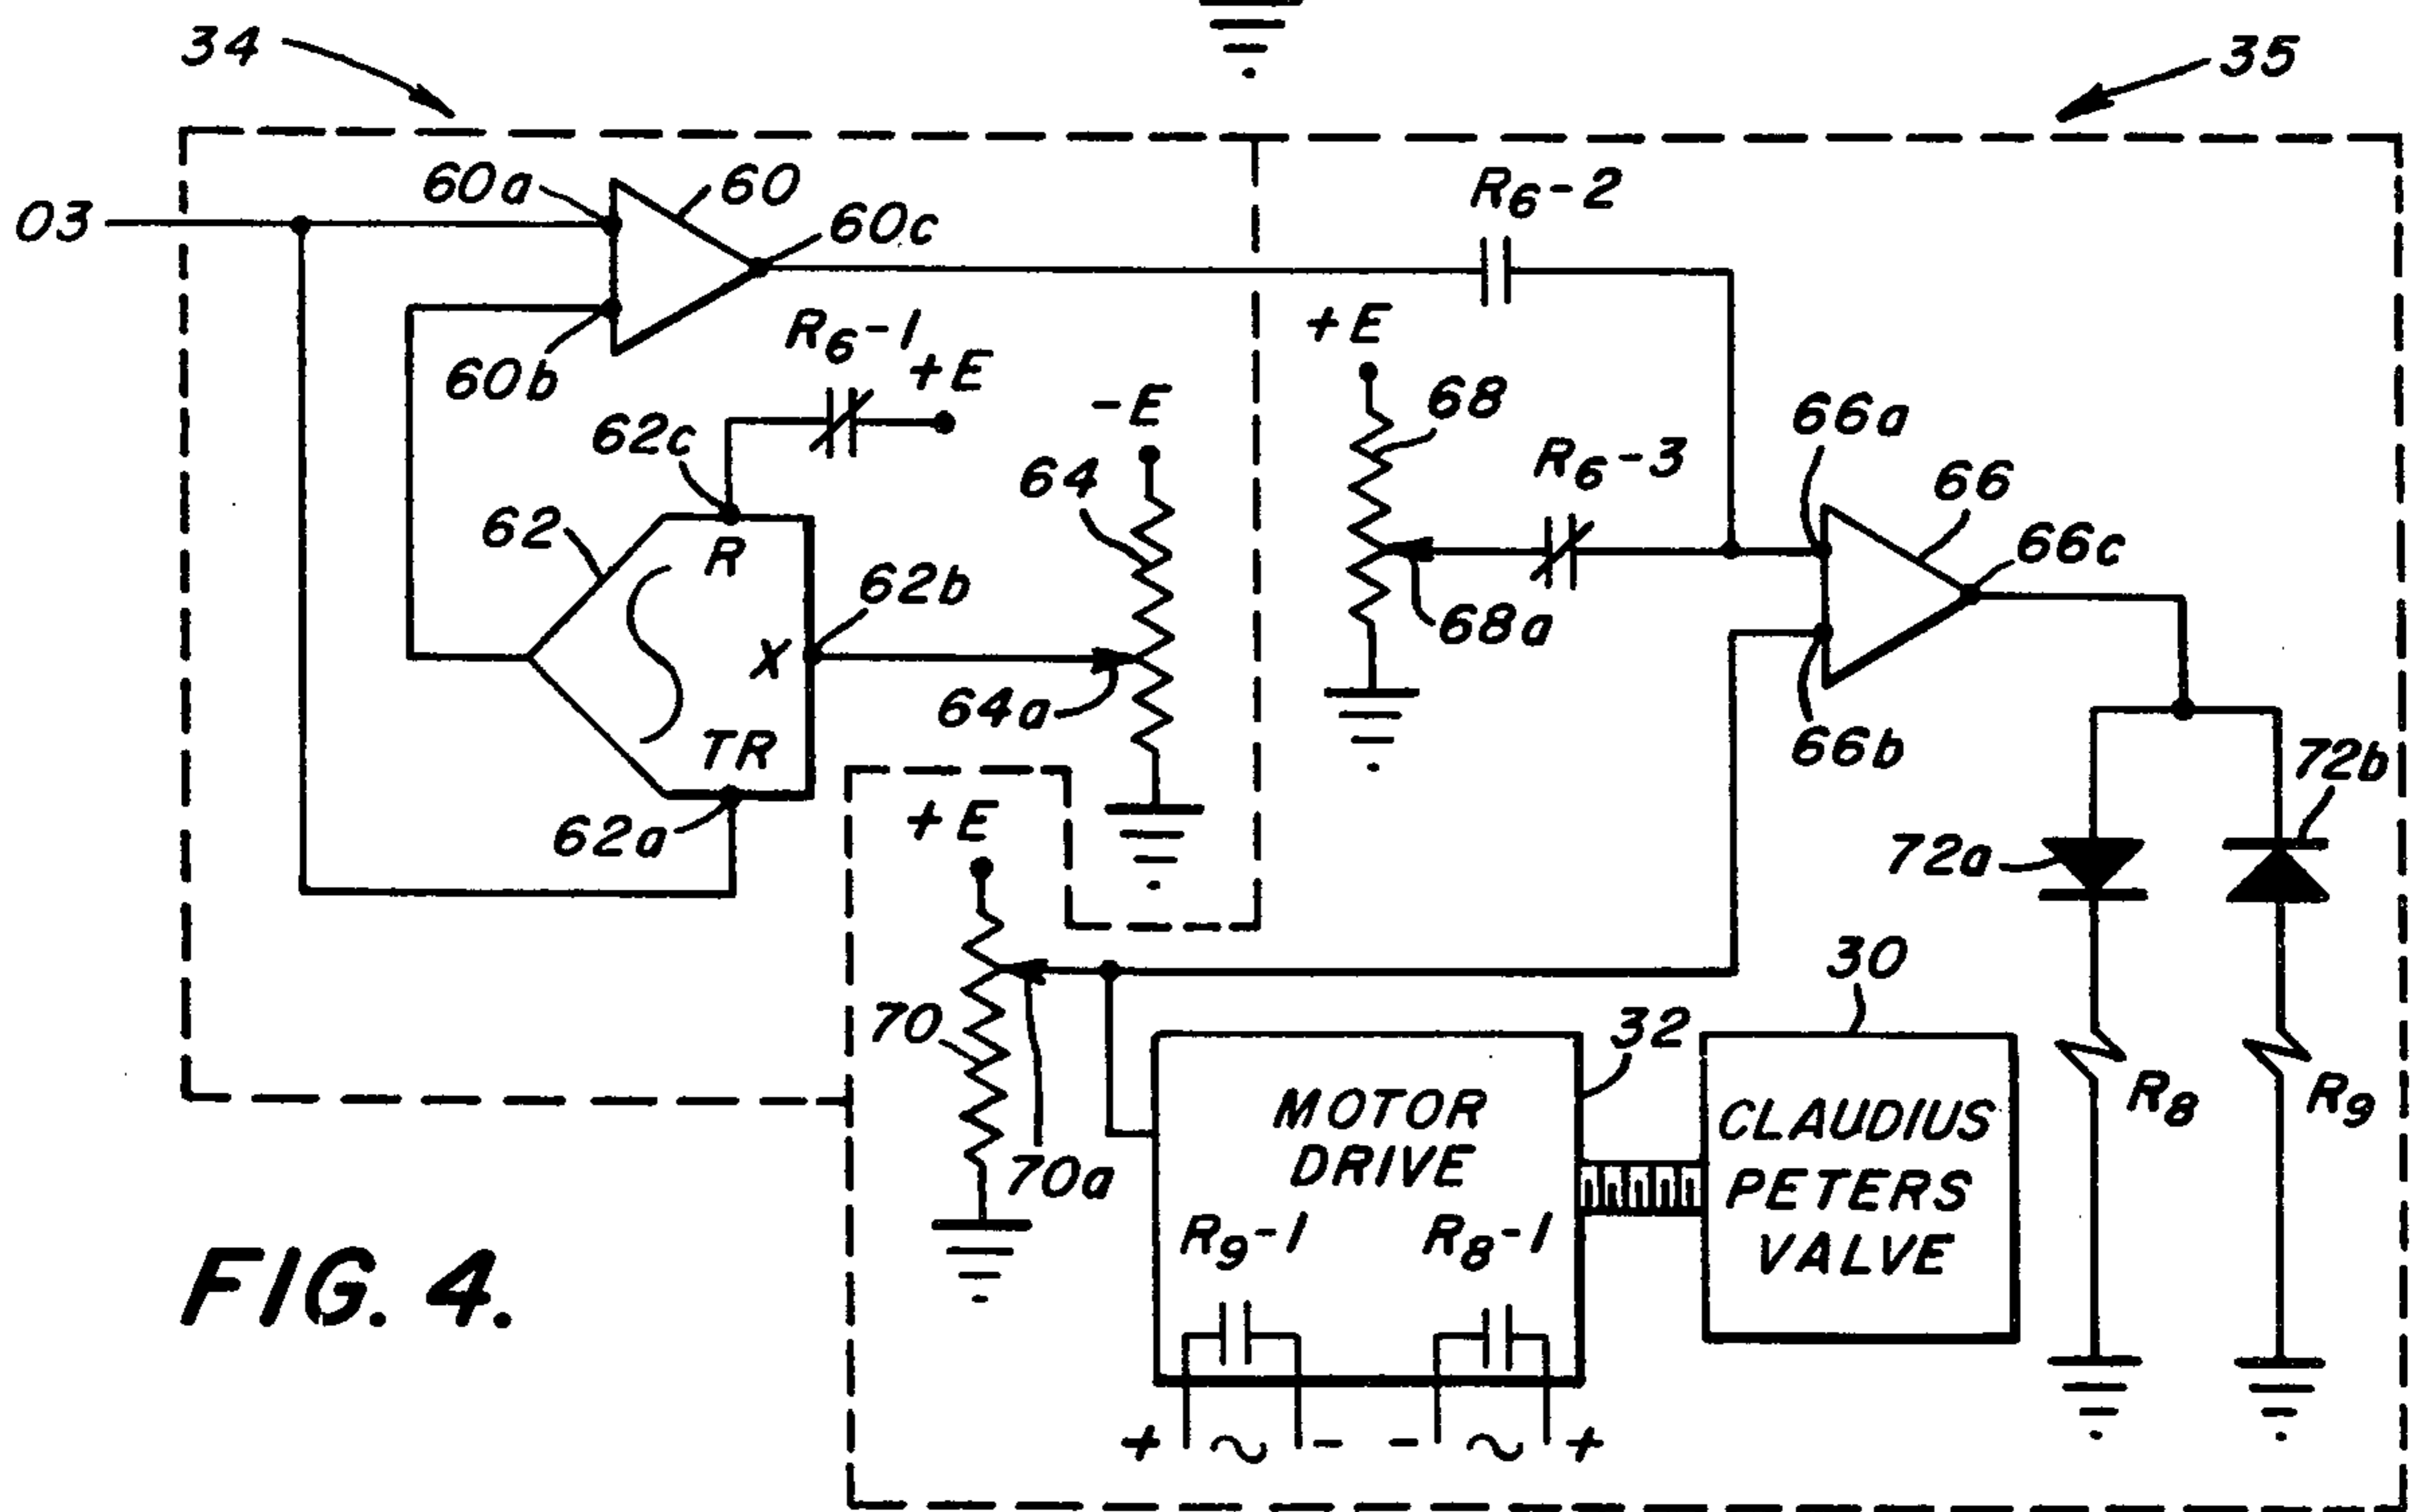 34
35
60a
60
60c
R6-2
03
60b
R6-1
+E
+E
-E
62c
68
66a
64
R6-3
66
66c
62
R
62b
68a
X
64a
66b
TR
72b
62a
+E
72a
30
70
32
MOTOR
DRIVE
CLAUDIUS
PETERS
VALVE
R8
R9
70a
R9-1
R8-1
FIG. 4.
+ ~ - - ~ +